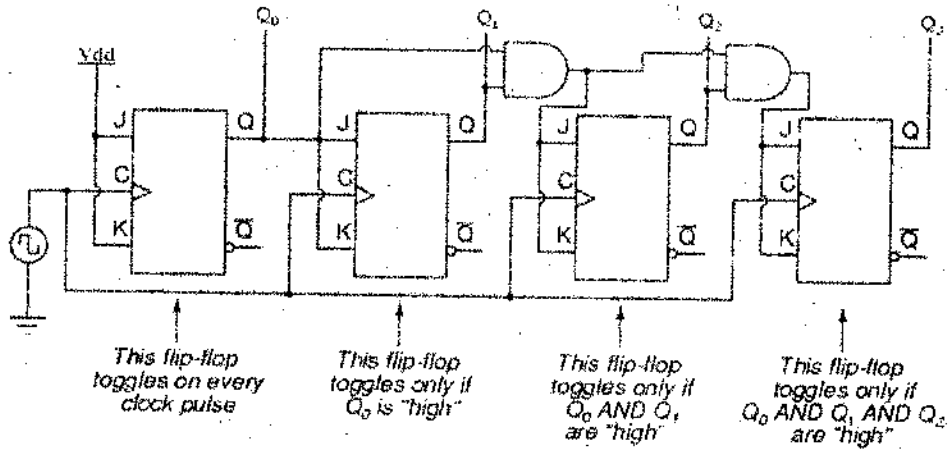 Q₀ Q₁ Q₂ Q₃
Vdd
J Q J Q J Q J Q
C C C C
K Q̅ K Q̅ K Q̅ K Q̅
This flip-flop
toggles on every
clock pulse
This flip-flop
toggles only if
Q₀ is "high"
This flip-flop
toggles only if
Q₀ AND Q₁
are "high"
This flip-flop
toggles only if
Q₀ AND Q₁ AND Q₂
are "high"